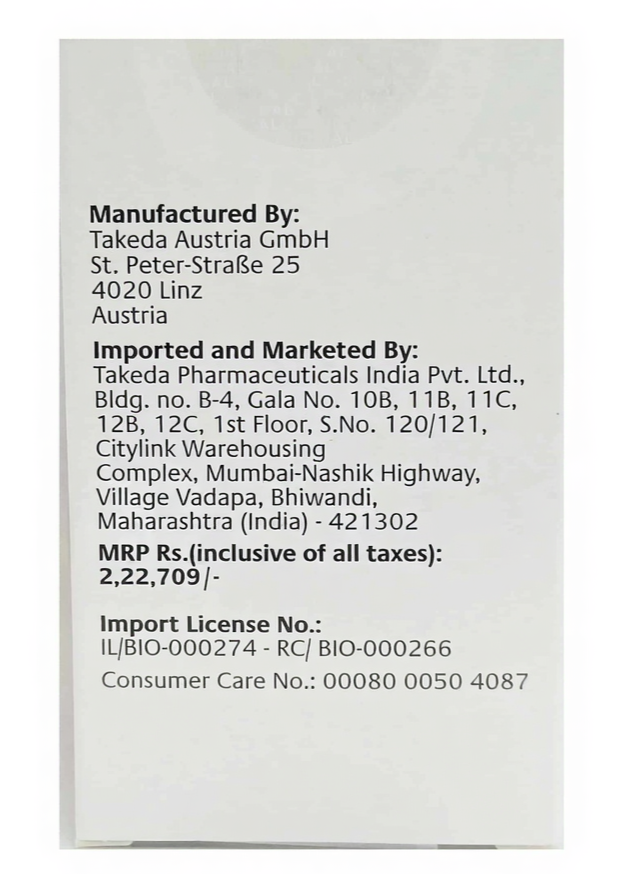 Manufactured By:
Takeda Austria GmbH
St. Peter-Straße 25
4020 Linz
Austria
Imported and Marketed By:
Takeda Pharmaceuticals India Pvt. Ltd.,
Bldg. no. B-4, Gala No. 10B, 11B, 11C,
12B, 12C, 1st Floor, S.No. 120/121,
Citylink Warehousing
Complex, Mumbai-Nashik Highway,
Village Vadapa, Bhiwandi,
Maharashtra (India) - 421302
MRP Rs.(inclusive of all taxes):
2,22,709/-
Import License No.:
IL/BIO-000274 - RC/ BIO-000266
Consumer Care No.: 00080 0050 4087